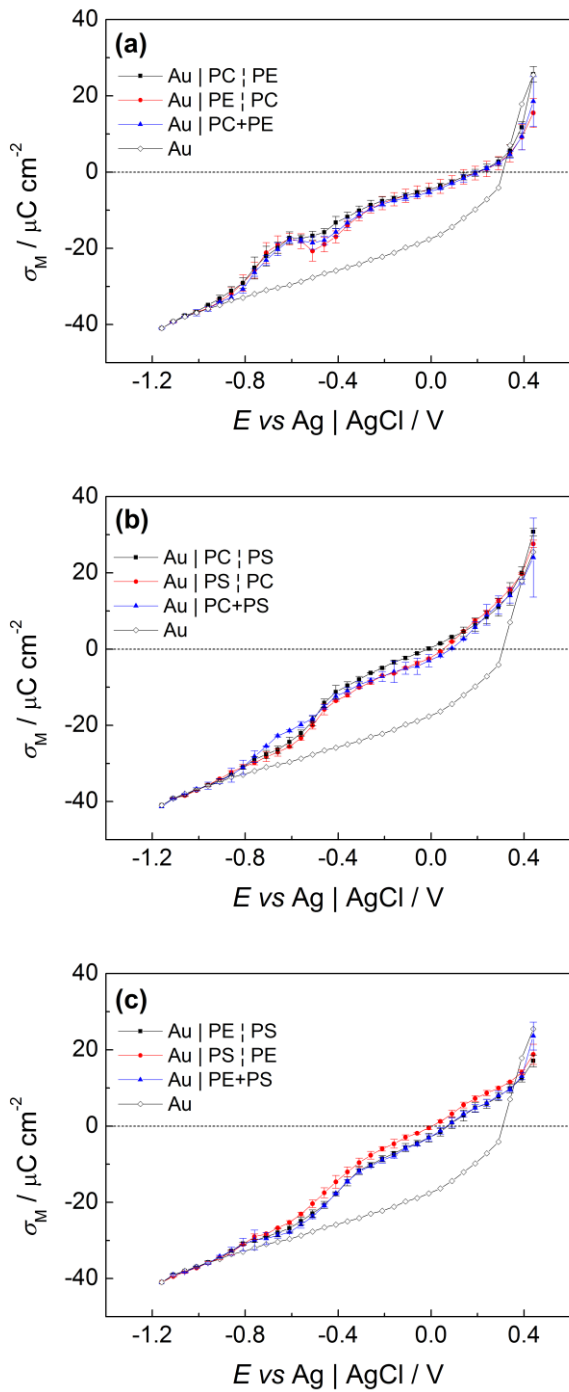 (a)
Au | PC ¦ PE
Au | PE ¦ PC
Au | PC+PE
Au
σM / μC cm-2
40
20
0
-20
-40
-1.2 -0.8 -0.4 0.0 0.4
E vs Ag | AgCl / V
(b)
Au | PC ¦ PS
Au | PS ¦ PC
Au | PC+PS
Au
σM / μC cm-2
40
20
0
-20
-40
-1.2 -0.8 -0.4 0.0 0.4
E vs Ag | AgCl / V
(c)
Au | PE ¦ PS
Au | PS ¦ PE
Au | PE+PS
Au
σM / μC cm-2
40
20
0
-20
-40
-1.2 -0.8 -0.4 0.0 0.4
E vs Ag | AgCl / V